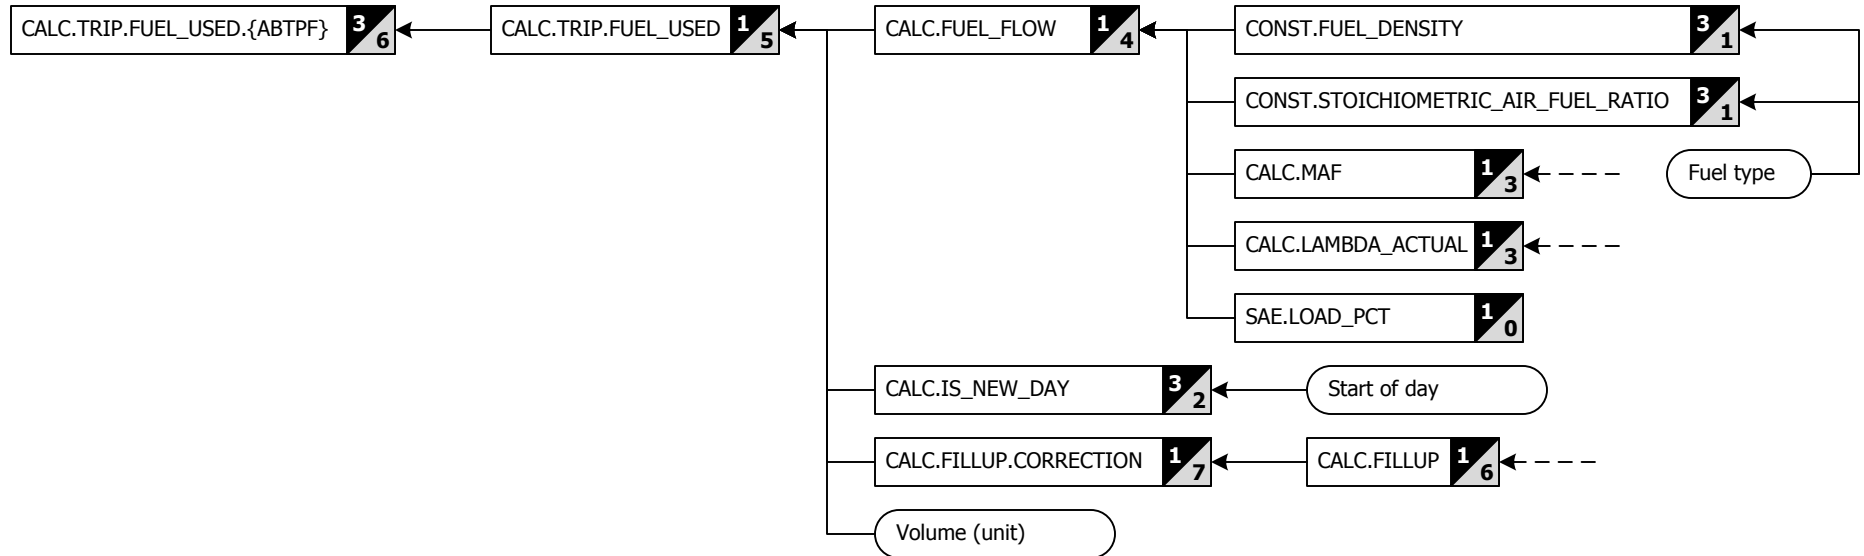 CALC.TRIP.FUEL_USED.{ABTPF} 3 6
CALC.TRIP.FUEL_USED 1 5
CALC.FUEL_FLOW 1 4
CONST.FUEL_DENSITY 3 1
CONST.STOICHIOMETRIC_AIR_FUEL_RATIO 3 1
CALC.MAF 1 3
Fuel type
CALC.LAMBDA_ACTUAL 1 3
SAE.LOAD_PCT 1 0
CALC.IS_NEW_DAY 3 2
Start of day
CALC.FILLUP.CORRECTION 1 7
CALC.FILLUP 1 6
Volume (unit)